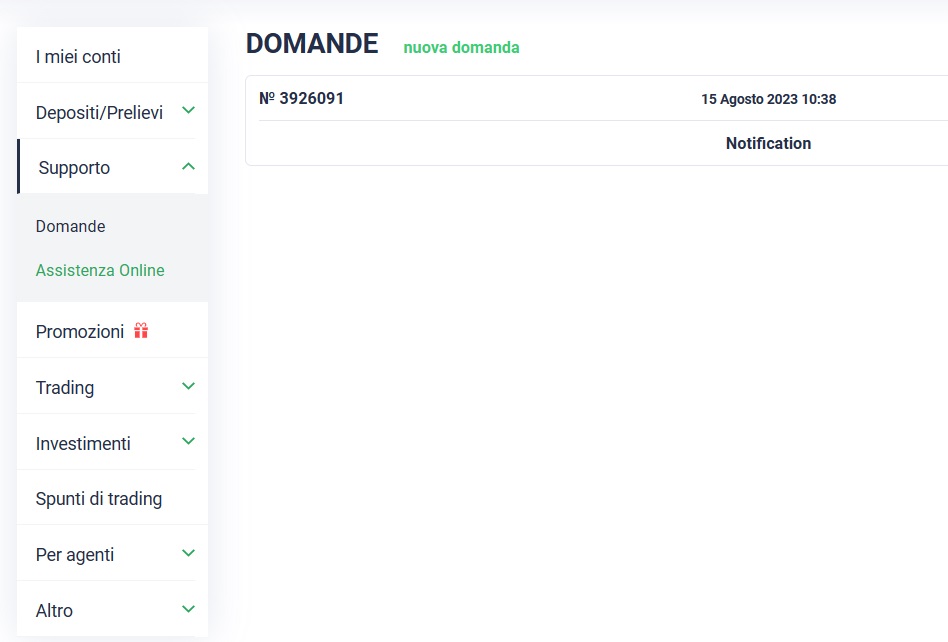 I miei conti
Depositi/Prelievi
Supporto
Domande
Assistenza Online
Promozioni
Trading
Investimenti
Spunti di trading
Per agenti
Altro
DOMANDE nuova domanda
№ 3926091 15 Agosto 2023 10:38
Notification